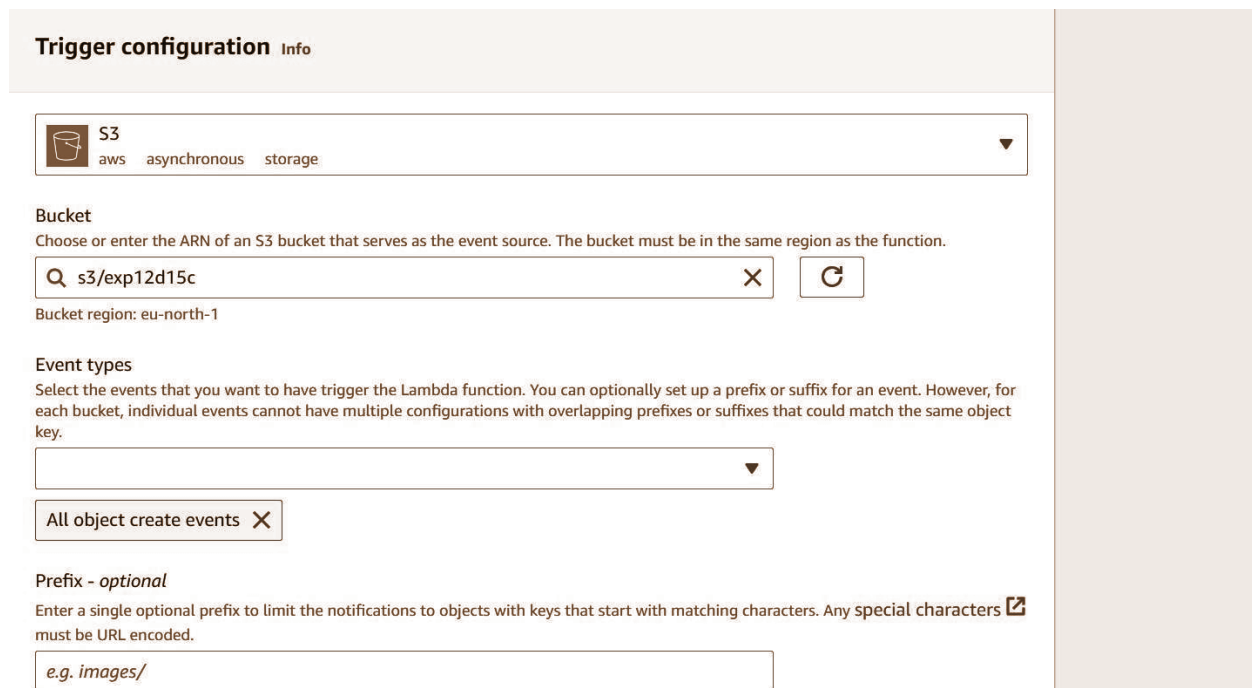 Trigger configuration Info
S3
aws asynchronous storage
Bucket
Choose or enter the ARN of an S3 bucket that serves as the event source. The bucket must be in the same region as the function.
s3/exp12d15c
Bucket region: eu-north-1
Event types
Select the events that you want to have trigger the Lambda function. You can optionally set up a prefix or suffix for an event. However, for
each bucket, individual events cannot have multiple configurations with overlapping prefixes or suffixes that could match the same object
key.
All object create events
Prefix - optional
Enter a single optional prefix to limit the notifications to objects with keys that start with matching characters. Any special characters
must be URL encoded.
e.g. images/